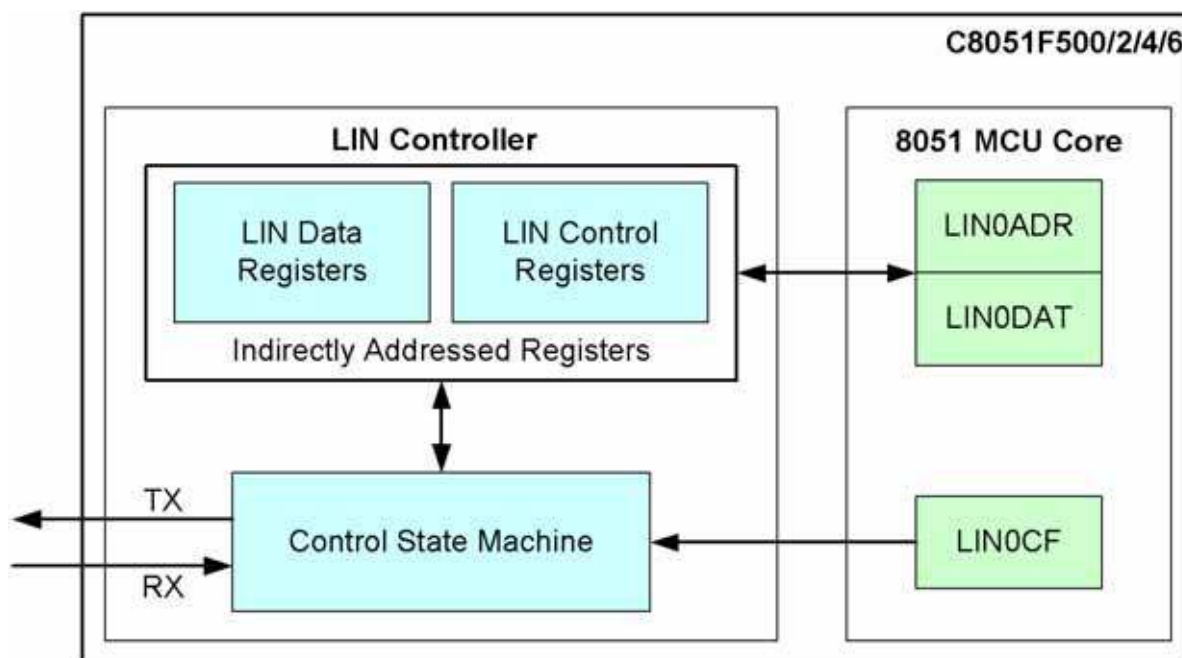 C8051F500/2/4/6
LIN Controller
8051 MCU Core
LIN Data
Registers
LIN Control
Registers
LIN0ADR
LIN0DAT
Indirectly Addressed Registers
TX
RX
Control State Machine
LIN0CF